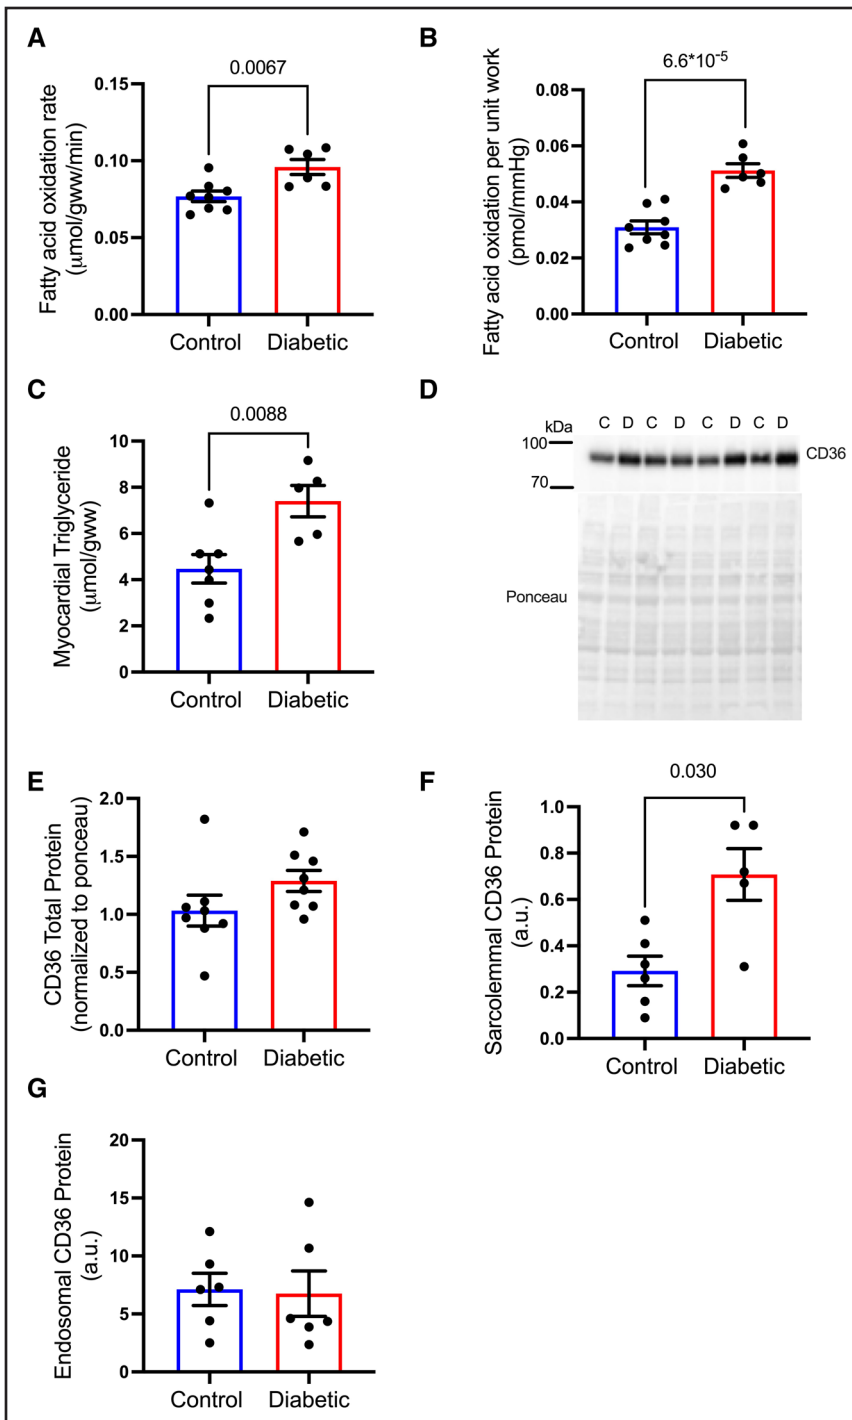 A
Fatty acid oxidation rate
(μmol/gww/min)
0.0067
0.15
0.10
0.05
0.00
Control Diabetic
B
Fatty acid oxidation per unit work
(pmol/mmHg)
6.6*10-5
0.08
0.06
0.04
0.02
0.00
Control Diabetic
C
Myocardial Triglyceride
(μmol/gww)
0.0088
10
8
6
4
2
0
Control Diabetic
D
kDa C D C D C D C D
100
CD36
70
Ponceau
E
CD36 Total Protein
(normalized to ponceau)
2.0
1.5
1.0
0.5
0.0
Control Diabetic
F
Sarcolemmal CD36 Protein
(a.u.)
0.030
1.0
0.8
0.6
0.4
0.2
0.0
Control Diabetic
G
Endosomal CD36 Protein
(a.u.)
20
15
10
5
0
Control Diabetic